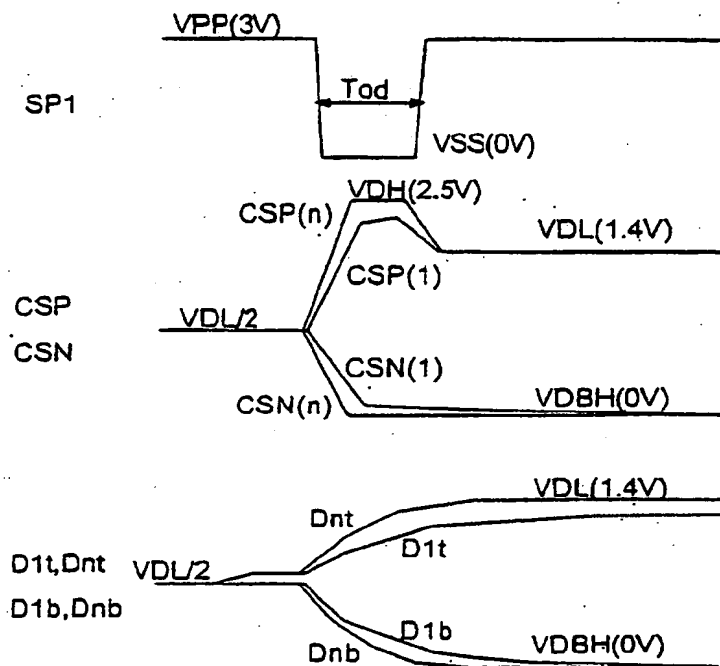 VPP(3V)
Tod
SP1
VSS(0V)
VDH(2.5V)
CSP(n)
VDL(1.4V)
CSP(1)
CSP
VDL/2
CSN
CSN(1)
CSN(n)
VDBH(0V)
VDL(1.4V)
Dnt
D1t
D1t,Dnt
VDL/2
D1b,Dnb
D1b
VDBH(0V)
Dnb